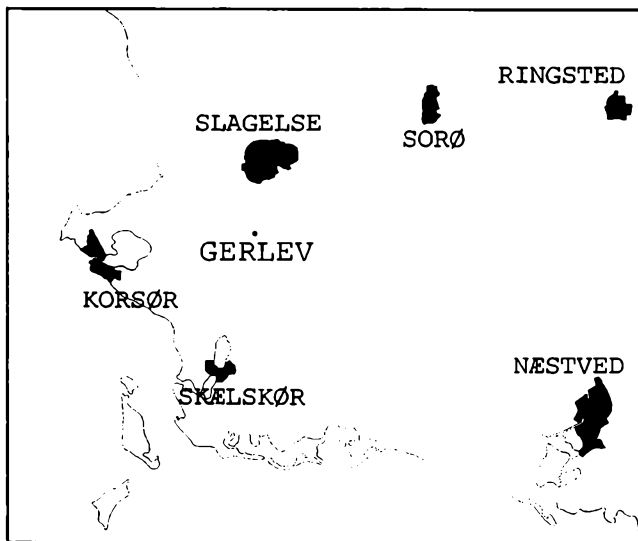 RINGSTED
SLAGELSE
SORØ
GERLEV
KORSØR
NÆSTVED
SKÆLSKØR